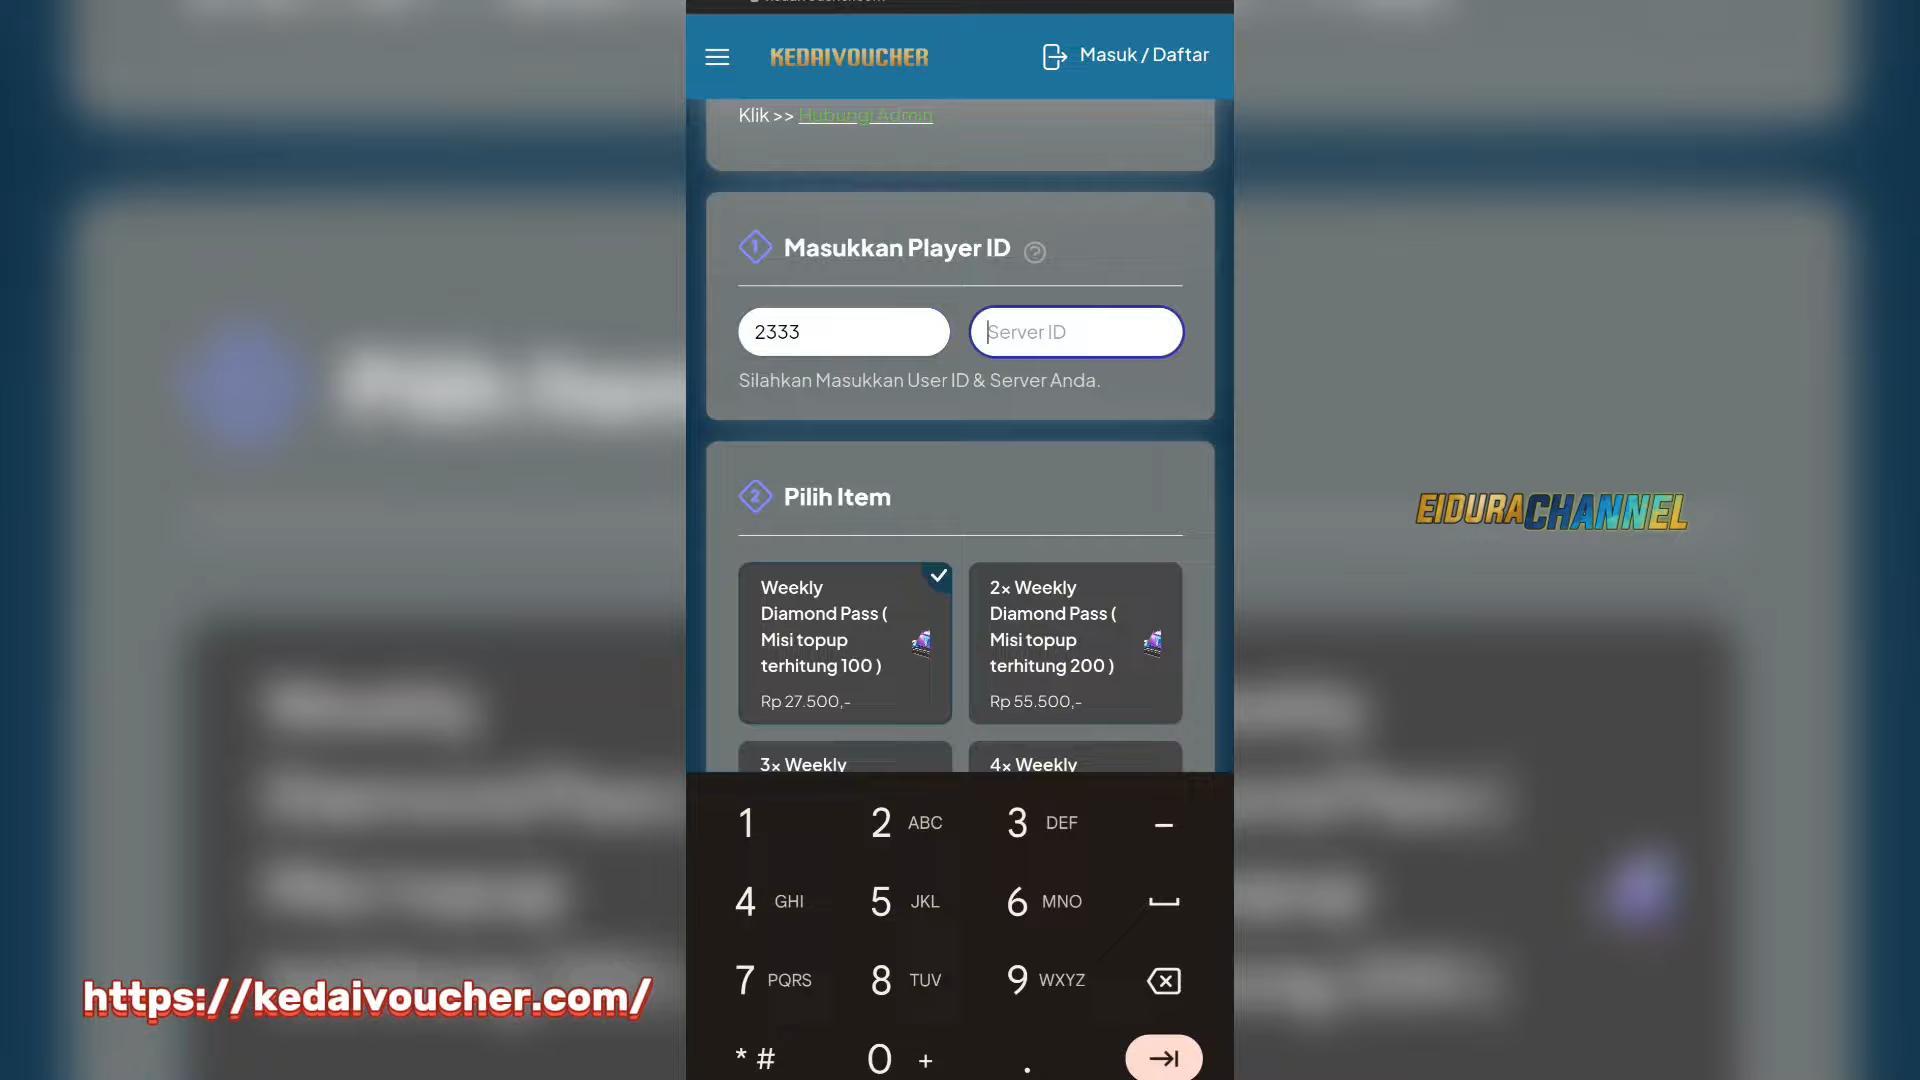 KEDAIVOUCHER
Masuk / Daftar
Klik >> Hubungi Admin
1 Masukkan Player ID ?
2333
Server ID
Silahkan Masukkan User ID & Server Anda.
2 Pilih Item
Weekly
Diamond Pass (
Misi topup
terhitung 100 )
Rp 27.500,-
2x Weekly
Diamond Pass (
Misi topup
terhitung 200 )
Rp 55.500,-
3x Weekly
4x Weekly
EIDURACHANNEL
1
2 ABC
3 DEF
–
4 GHI
5 JKL
6 MNO
7 PQRS
8 TUV
9 WXYZ
* #
0 +
.
https://kedaivoucher.com/